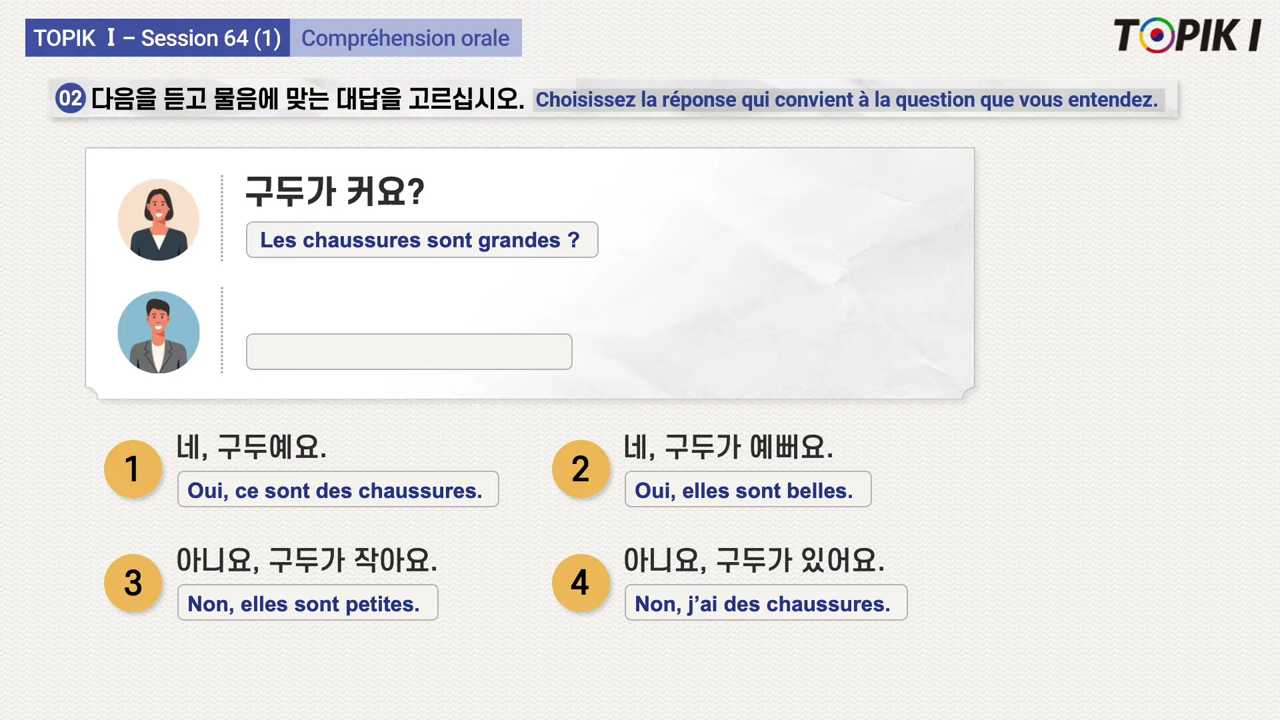 TOPIK Ⅰ – Session 64 (1) Compréhension orale
TOPIK I
02 다음을 듣고 물음에 맞는 대답을 고르십시오. Choisissez la réponse qui convient à la question que vous entendez.
구두가 커요?
Les chaussures sont grandes ?
1 네, 구두예요.
Oui, ce sont des chaussures.
2 네, 구두가 예뻐요.
Oui, elles sont belles.
3 아니요, 구두가 작아요.
Non, elles sont petites.
4 아니요, 구두가 있어요.
Non, j’ai des chaussures.